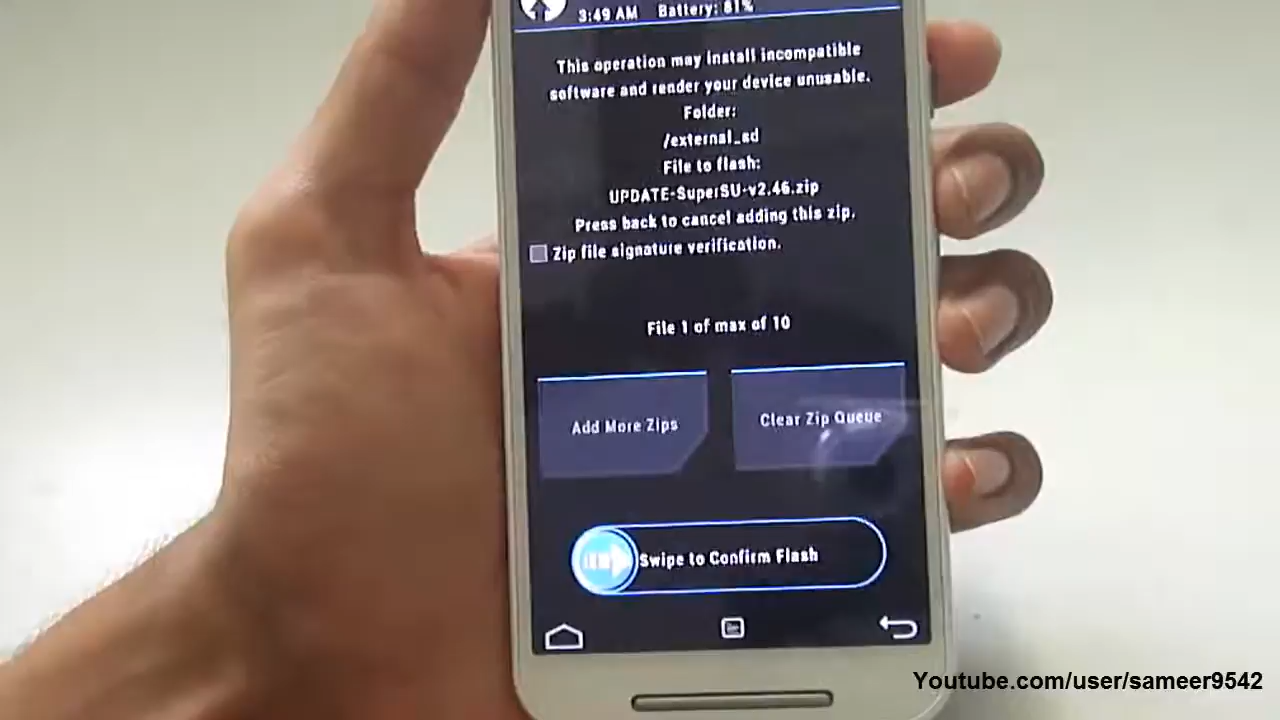 3:49 AM Battery: 81%
This operation may install incompatible
software and render your device unusable.
Folder:
/external_sd
File to flash:
UPDATE-SuperSU-v2.46.zip
Press back to cancel adding this zip.
Zip file signature verification.
File 1 of max of 10
Add More Zips
Clear Zip Queue
Swipe to Confirm Flash
Youtube.com/user/sameer9542